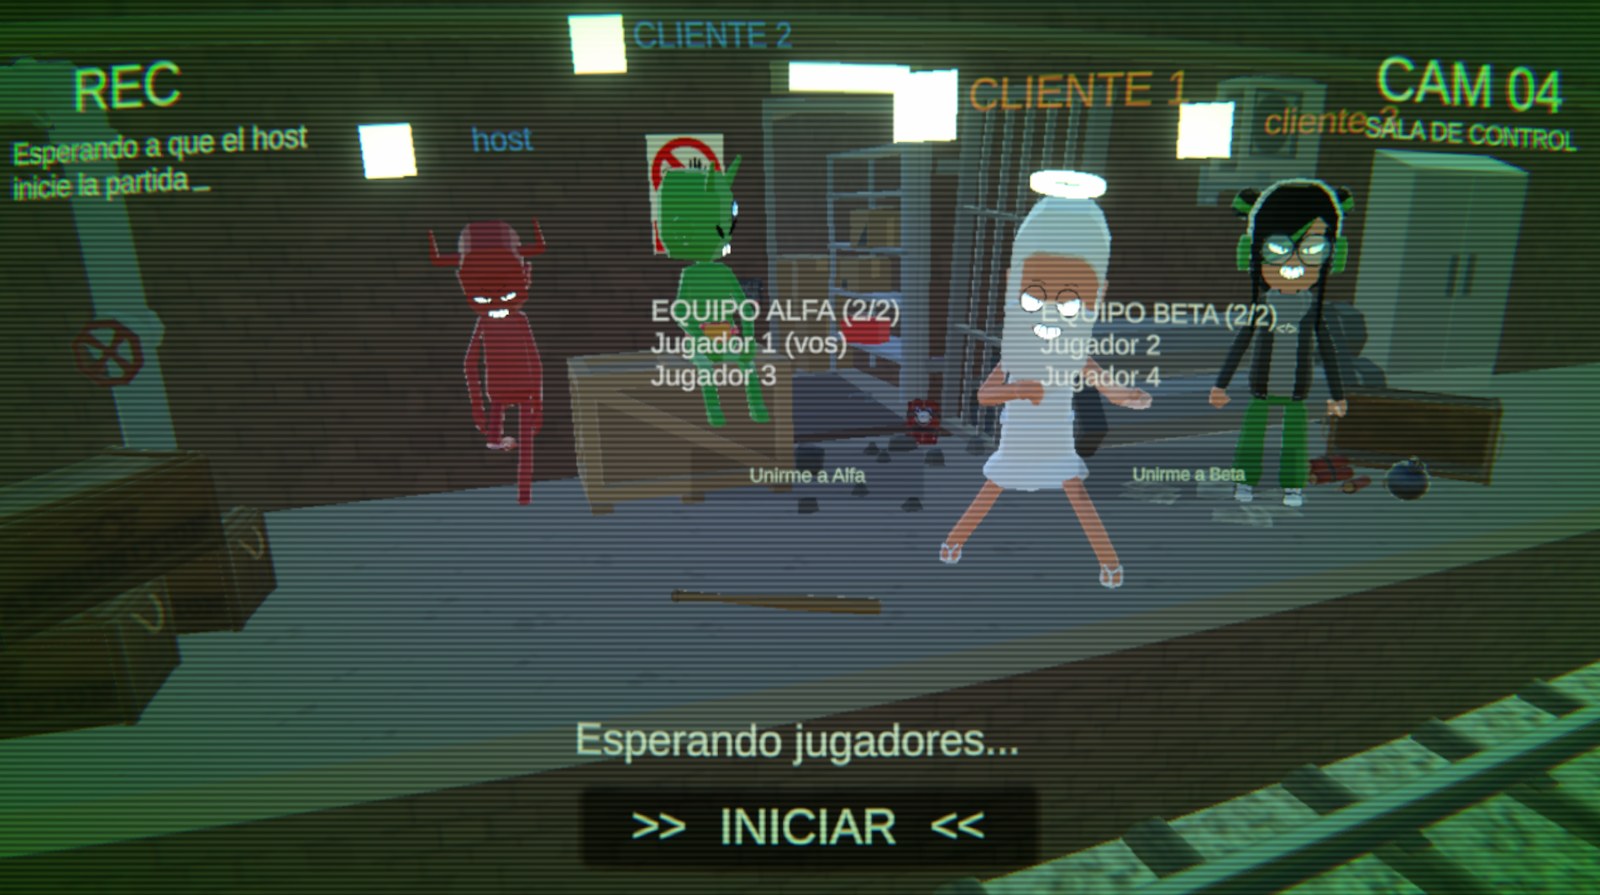 CLIENTE 2
REC
CLIENTE 1
CAM 04
Esperando a que el host
inicie la partida_
host
SALA DE CONTROL
EQUIPO ALFA (2/2)
Jugador 1 (vos)
Jugador 3
EQUIPO BETA (2/2)
Jugador 2
Jugador 4
Unirme a Alfa
Unirme a Beta
Esperando jugadores...
>> INICIAR <<